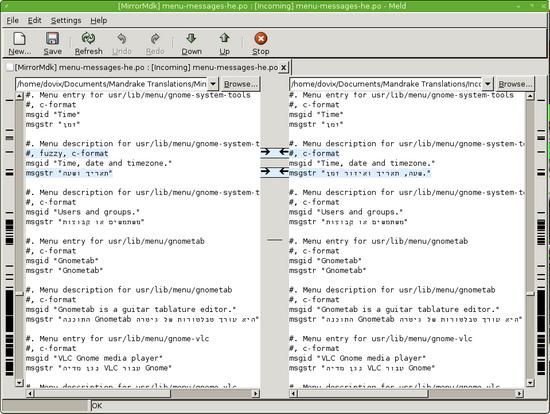 [MirrorMdk] menu-messages-he.po : [Incoming] menu-messages-he.po - Meld
File Edit Settings Help
New... Save Refresh Undo Redo Down Up Stop
[MirrorMdk] menu-messages-he.po : [Incoming] menu-messages-he.po X
/home/dovix/Documents/Mandrake Translations/Mir Browse...
#. Menu entry for usr/lib/menu/gnome-system-tools
#, c-format
msgid "Time"
msgstr "זמן"
#. Menu description for usr/lib/menu/gnome-system-t
#, fuzzy, c-format
msgid "Time, date and timezone."
msgstr "תאריך ושעה"
#. Menu description for usr/lib/menu/gnome-system-t
#, c-format
msgid "Users and groups."
msgstr "משתמשים או קבוצות"
#. Menu entry for usr/lib/menu/gnometab
#, c-format
msgid "Gnometab"
msgstr "Gnometab"
#. Menu description for usr/lib/menu/gnometab
#, c-format
msgid "Gnometab is a guitar tablature editor."
msgstr "התוכנה Gnometab היא עורך טבלטורות של גיטרה"
#. Menu entry for usr/lib/menu/gnome-vlc
#, c-format
msgid "VLC Gnome media player"
msgstr "נגן מדיה VLC עבור Gnome"
#. Menu description for usr/lib/menu/gnome-vlc
/home/dovix/Documents/Mandrake Translations/Inc Browse...
#. Menu entry for usr/lib/menu/gnome-system-tools
#, c-format
msgid "Time"
msgstr "זמן"
#. Menu description for usr/lib/menu/gnome-system-t
#, c-format
msgid "Time, date and timezone."
msgstr "שעה, תאריך ואיזור זמן."
#. Menu description for usr/lib/menu/gnome-system-t
#, c-format
msgid "Users and groups."
msgstr "משתמשים או קבוצות"
#. Menu entry for usr/lib/menu/gnometab
#, c-format
msgid "Gnometab"
msgstr "Gnometab"
#. Menu description for usr/lib/menu/gnometab
#, c-format
msgid "Gnometab is a guitar tablature editor."
msgstr "התוכנה Gnometab היא עורך טבלטורות של גיטרה"
#. Menu entry for usr/lib/menu/gnome-vlc
#, c-format
msgid "VLC Gnome media player"
msgstr "נגן מדיה VLC עבור Gnome"
#. Menu description for usr/lib/menu/gnome-vlc
OK